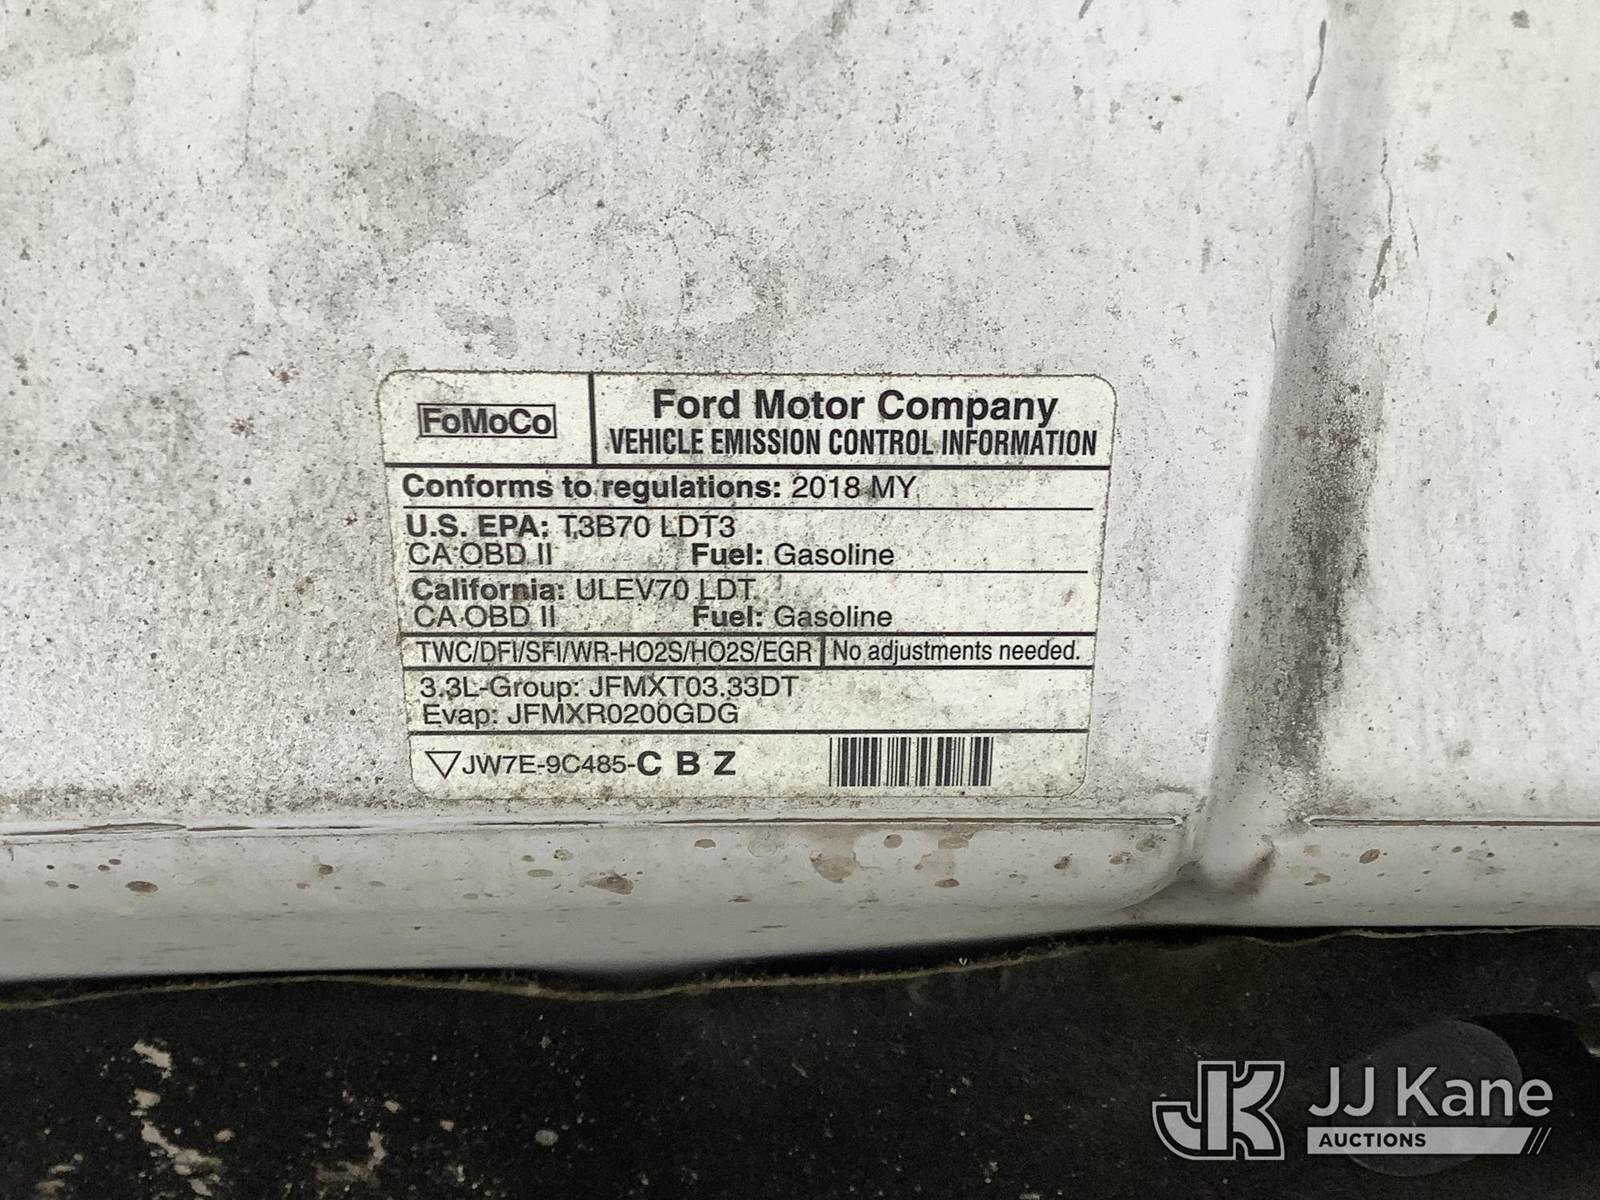 FoMoCo
Ford Motor Company
VEHICLE EMISSION CONTROL INFORMATION
Conforms to regulations: 2018 MY
U.S. EPA: T3B70 LDT3
CA OBD II Fuel: Gasoline
California: ULEV70 LDT
CA OBD II Fuel: Gasoline
TWC/DFI/SFI/WR-HO2S/HO2S/EGR No adjustments needed.
3.3L-Group: JFMXT03.33DT
Evap: JFMXR0200GDG
JW7E-9C485-C B Z
JK JJ Kane
AUCTIONS